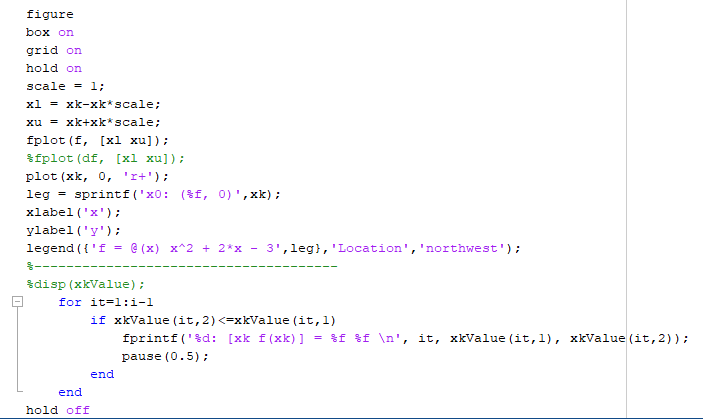 figure
box on
grid on
hold on
scale = 1;
xl = xk-xk*scale;
xu = xk+xk*scale;
fplot(f, [xl xu]);
%fplot(df, [xl xu]);
plot(xk, 0, 'r+');
leg = sprintf('x0: (%f, 0)',xk);
xlabel('x');
ylabel('y');
legend({'f = @(x) x^2 + 2*x - 3',leg},'Location','northwest');
%--------------------------------------
%disp(xkValue);
for it=1:i-1
if xkValue(it,2)<=xkValue(it,1)
fprintf('%d: [xk f(xk)] = %f %f \n', it, xkValue(it,1), xkValue(it,2));
pause(0.5);
end
end
hold off